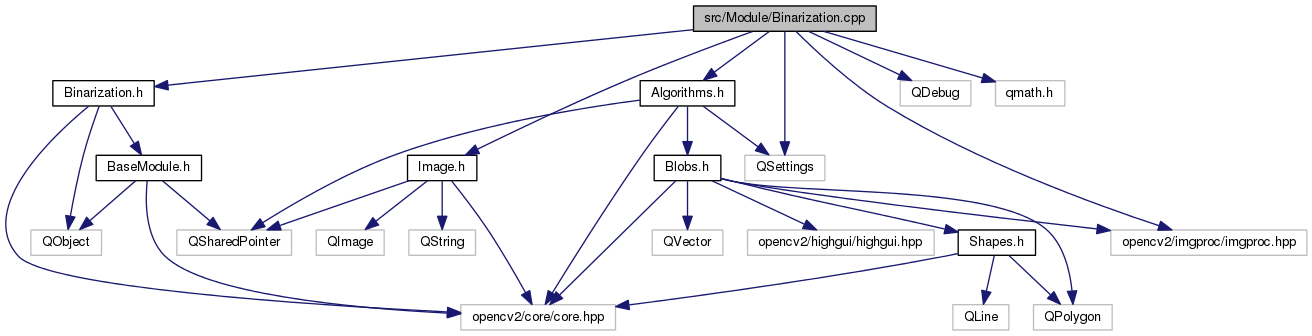 src/Module/Binarization.cpp
Binarization.h
Algorithms.h
QDebug
qmath.h
BaseModule.h
Image.h
Blobs.h
QSettings
QObject
QSharedPointer
QImage
QString
QVector
opencv2/highgui/highgui.hpp
Shapes.h
opencv2/imgproc/imgproc.hpp
opencv2/core/core.hpp
QLine
QPolygon